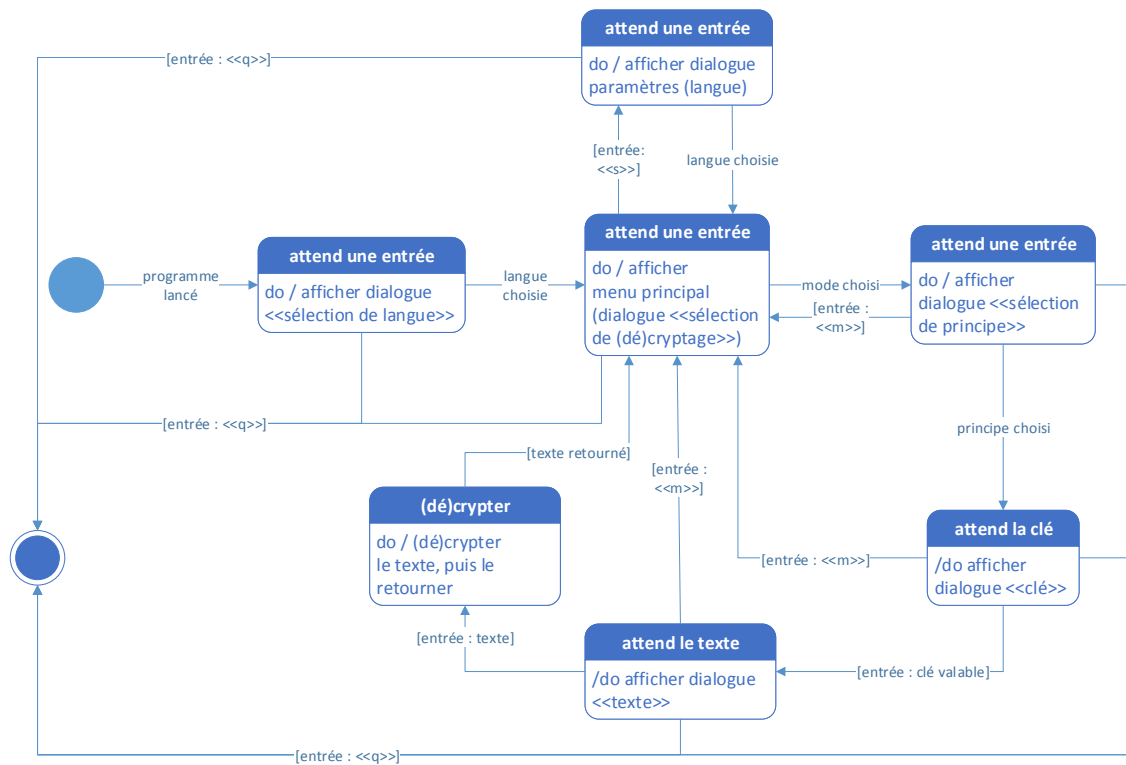 attend une entrée
do / afficher dialogue
paramètres (langue)
[entrée : <<q>>]
[entrée:
<<s>>]
langue choisie
programme
lancé
attend une entrée
do / afficher dialogue
<<sélection de langue>>
langue
choisie
attend une entrée
do / afficher
menu principal
(dialogue <<sélection
de (dé)cryptage>>)
mode choisi
[entrée :
<<m>>]
attend une entrée
do / afficher
dialogue <<sélection
de principe>>
[entrée : <<q>>]
principe choisi
[texte retourné]
[entrée :
<<m>>]
(dé)crypter
do / (dé)crypter
le texte, puis le
retourner
attend la clé
/do afficher
dialogue <<clé>>
[entrée : <<m>>]
[entrée : texte]
attend le texte
/do afficher dialogue
<<texte>>
[entrée : clé valable]
[entrée : <<q>>]